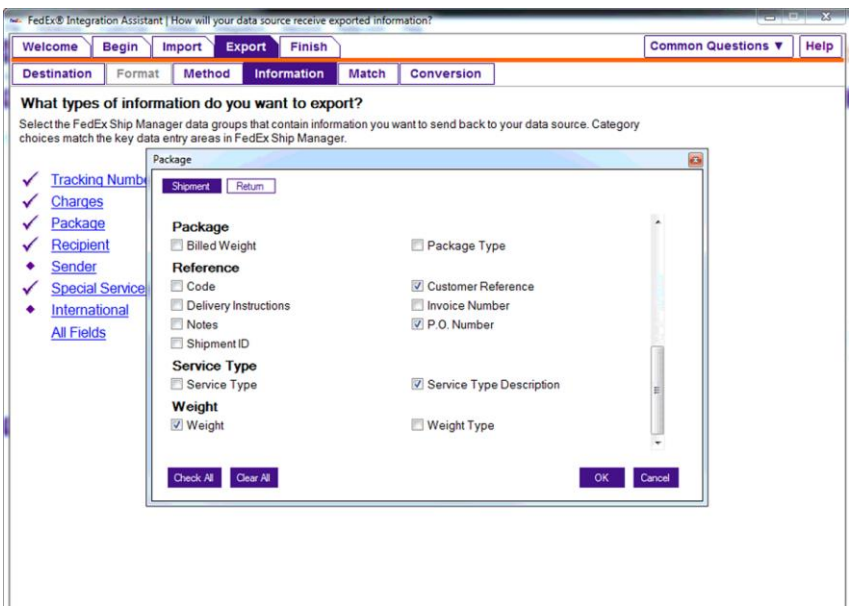 FedEx® Integration Assistant | How will your data source receive exported information?
Welcome Begin Import Export Finish Common Questions ▼ Help
Destination Format Method Information Match Conversion
What types of information do you want to export?
Select the FedEx Ship Manager data groups that contain information you want to send back to your data source. Category
choices match the key data entry areas in FedEx Ship Manager.
Package
Tracking Numbe
Shipment Return
Charges
Package
Package
Recipient
Billed Weight Package Type
Sender
Reference
Special Service
Code Customer Reference
International
Delivery Instructions Invoice Number
All Fields
Notes P.O. Number
Shipment ID
Service Type
Service Type Service Type Description
Weight
Weight Weight Type
Check All Clear All OK Cancel